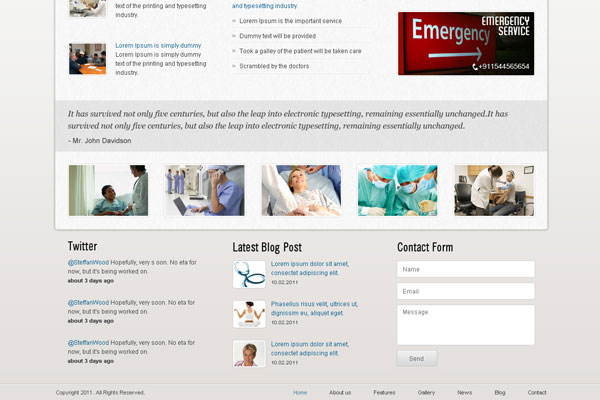 text of the printing and typesetting
industry.
Lorem Ipsum is simply dummy
Lorem Ipsum is simply dummy
text of the printing and typesetting
industry.
typesetting industry.
Lorem Ipsum is the important service
Dummy text will be provided
Took a galley of the patient will be taken care
Scrambled by the doctors
Emergency
EMERGENCY
SERVICE
+911544565654
It has survived not only five centuries, but also the leap into electronic typesetting, remaining essentially unchanged.It has
survived not only five centuries, but also the leap into electronic typesetting, remaining essentially unchanged.
- Mr. John Davidson
Twitter
@SteffanWood Hopefully, very s oon. No eta for
now, but it's being worked on.
about 3 days ago
@SteffanWood Hopefully, very soon. No eta for
now, but it's being worked on.
about 3 days ago
@SteffanWood Hopefully, very soon. No eta for
now, but it's being worked on.
about 3 days ago
Latest Blog Post
Lorem ipsum dolor sit amet,
consectet adipiscing elit.
10.02.2011
Phasellus risus velit, ultrices ut,
dignissim eu, aliquet eget.
10.02.2011
Lorem ipsum dolor sit amet,
consectet adipiscing elit.
10.02.2011
Contact Form
Name
Email
Message
Send
Copyright 2011. All Rights Reserved.
Home
About us
Features
Gallery
News
Blog
Contact